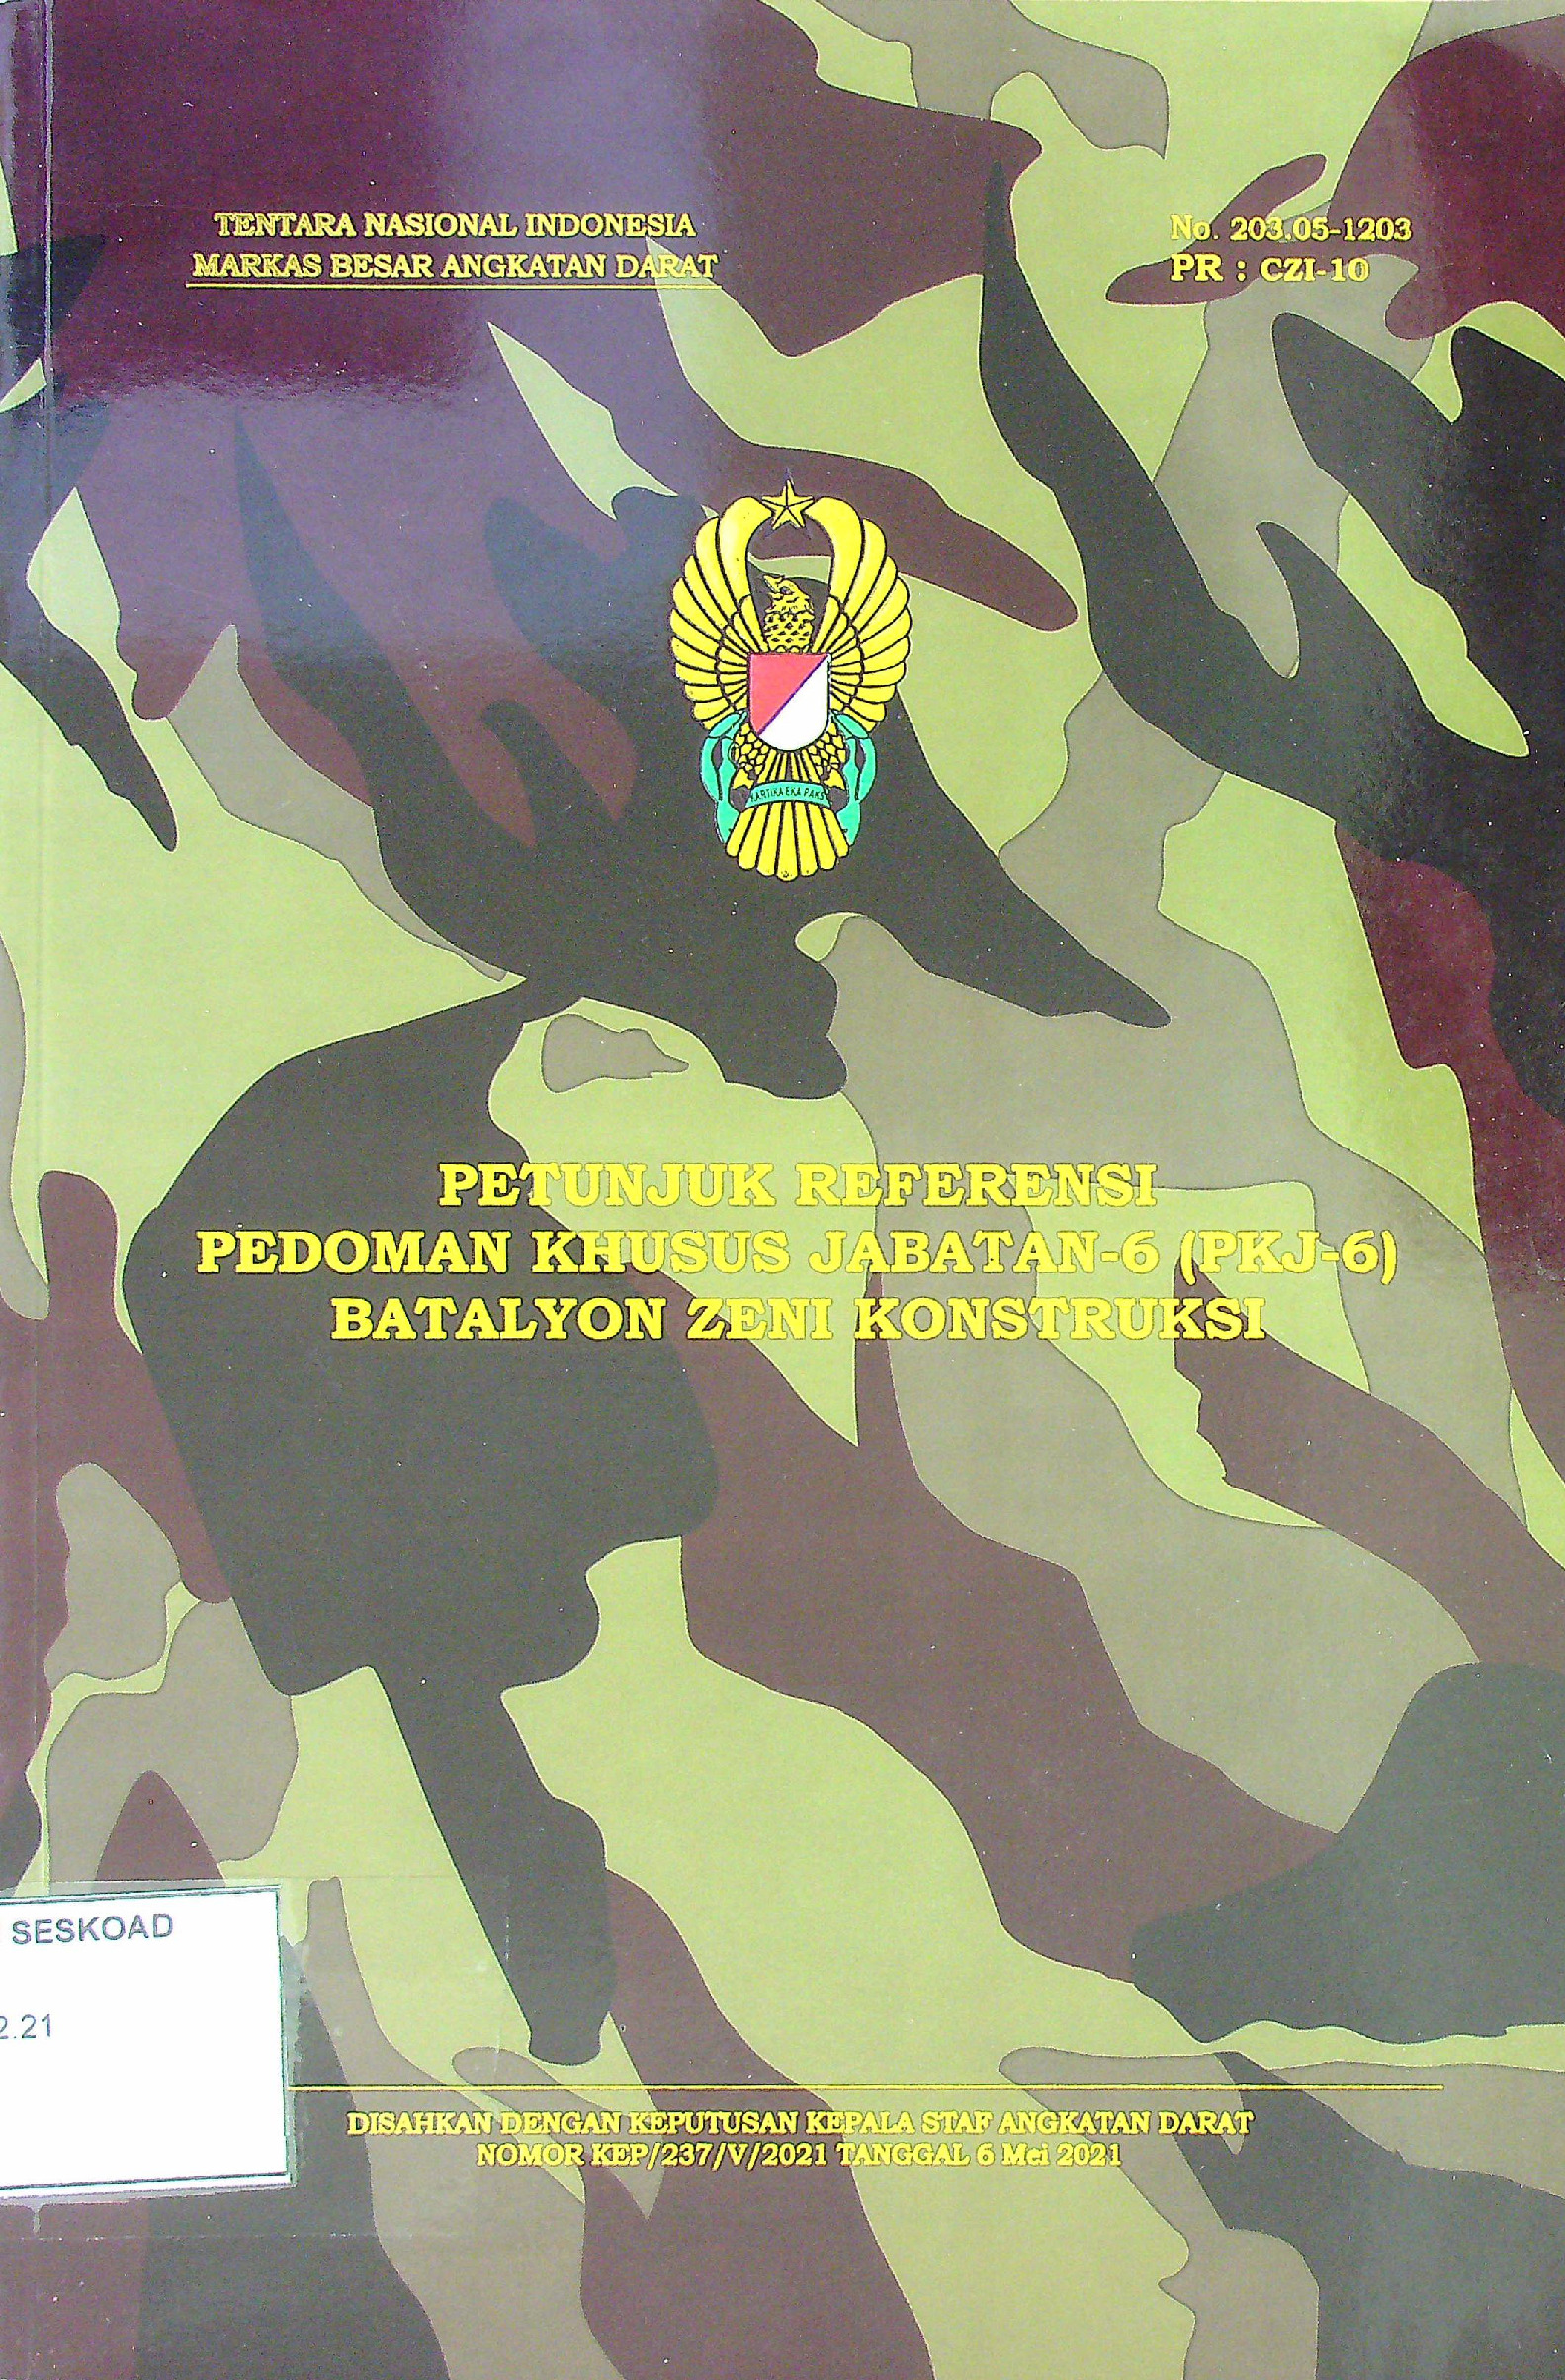 TENTARA NASIONAL INDONESIA
MARKAS BESAR ANGKATAN DARAT
No. 203.05-1203
PR : CZI-10
KARTIKA EKA PAKSI
PETUNJUK REFERENSI
PEDOMAN KHUSUS JABATAN-6 (PKJ-6)
BATALYON ZENI KONSTRUKSI
SESKOAD
2.21
DISAHKAN DENGAN KEPUTUSAN KEPALA STAF ANGKATAN DARAT
NOMOR KEP/237/V/2021 TANGGAL 6 Mei 2021